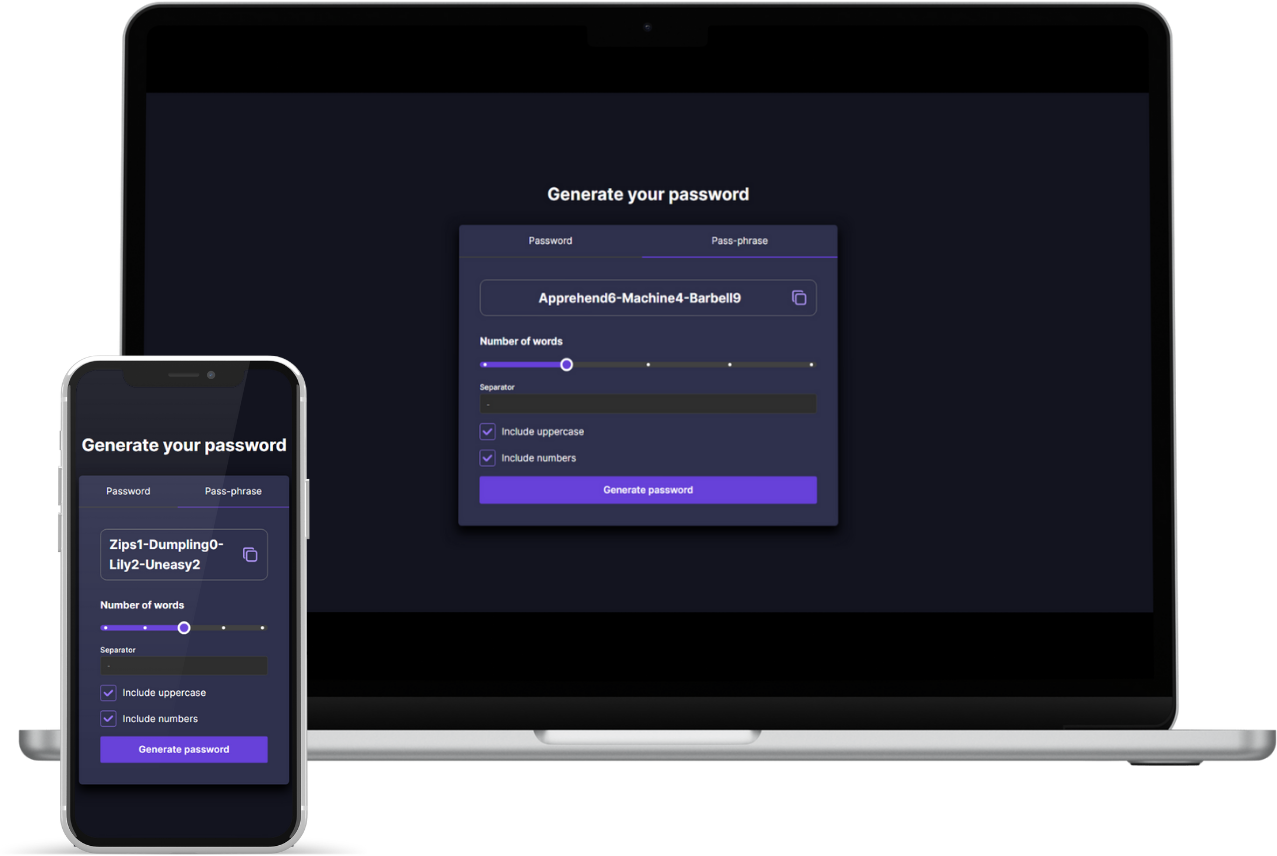 Generate your password
Password Pass-phrase
Apprehend6-Machine4-Barbell9
Number of words
Separator
-
Include uppercase
Include numbers
Generate password
Generate your password
Password Pass-phrase
Zips1-Dumpling0-
Lily2-Uneasy2
Number of words
Separator
-
Include uppercase
Include numbers
Generate password